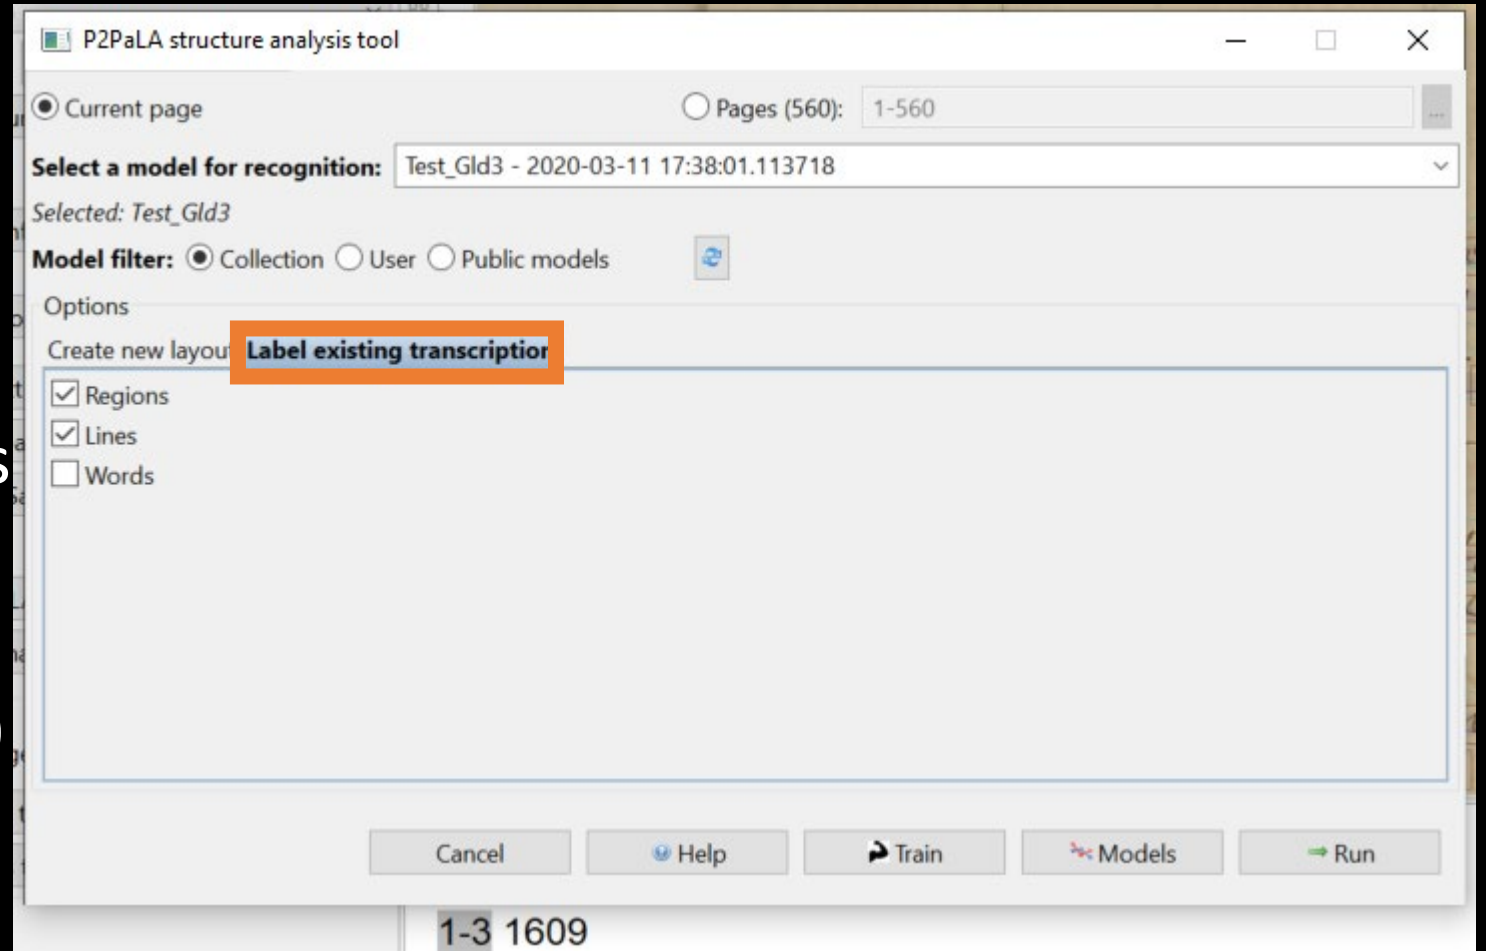 P2PaLA structure analysis tool
Current page Pages (560): 1-560 ...
Select a model for recognition: Test_Gld3 - 2020-03-11 17:38:01.113718
Selected: Test_Gld3
Model filter: Collection User Public models
Options
Create new layou Label existing transcription
Regions
Lines
Words
Cancel Help Train Models Run
1-3 1609